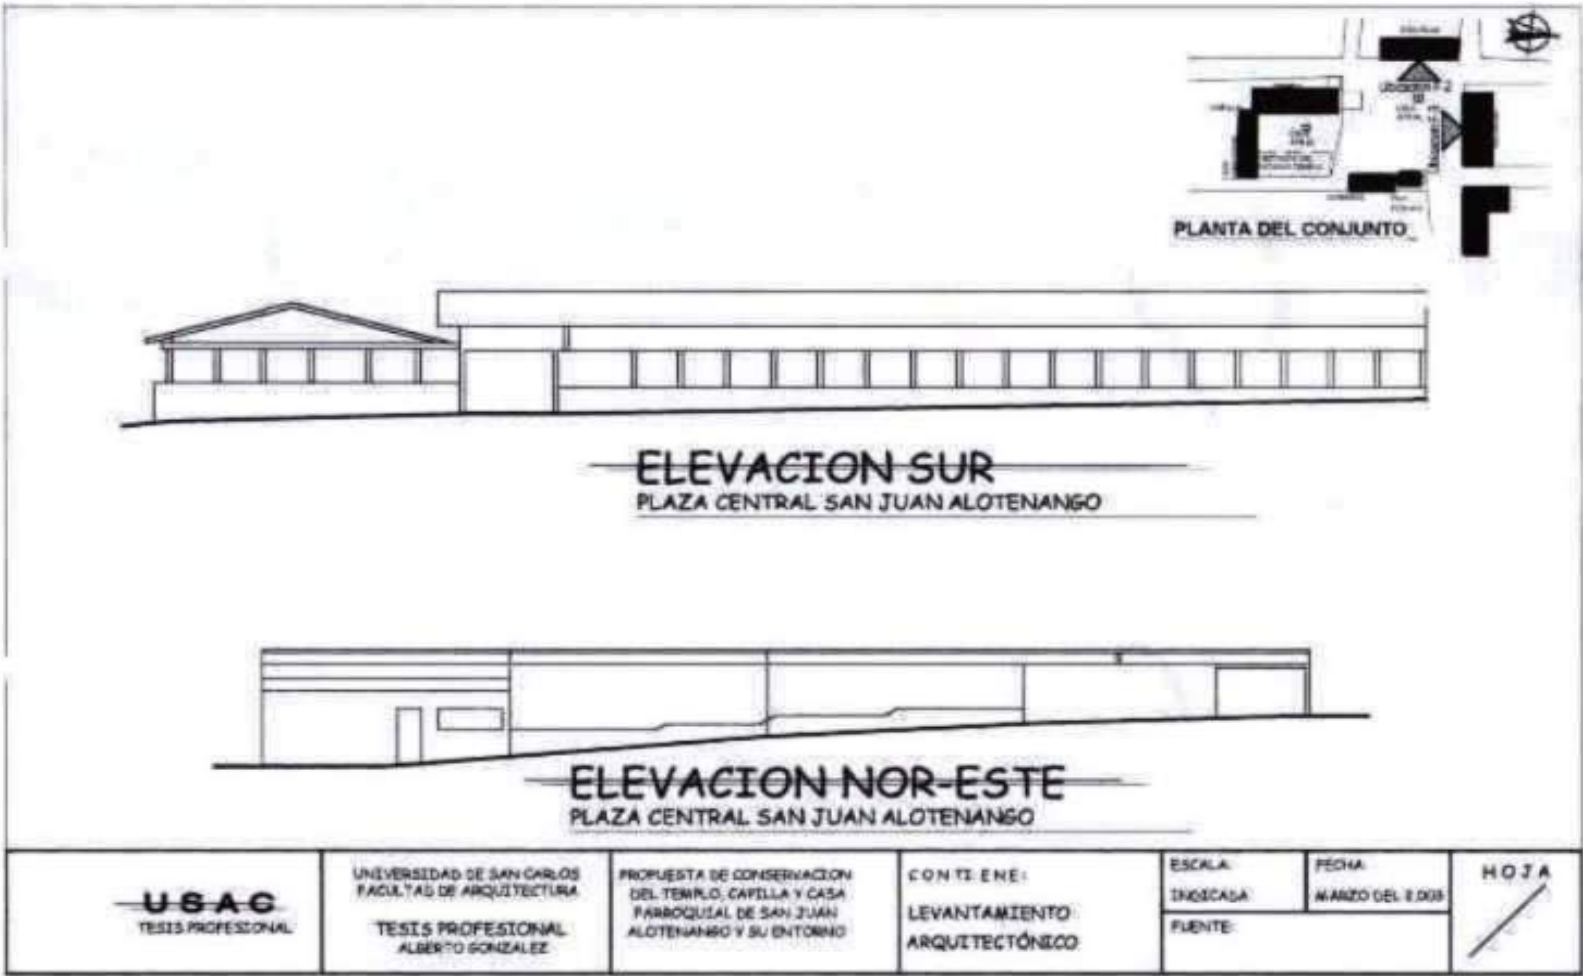 PLANTA DEL CONJUNTO
ELEVACION SUR
PLAZA CENTRAL SAN JUAN ALOTENANGO
ELEVACION NOR-ESTE
PLAZA CENTRAL SAN JUAN ALOTENANGO
USAC
TESIS PROFESIONAL
UNIVERSIDAD DE SAN CARLOS
FACULTAD DE ARQUITECTURA
TESIS PROFESIONAL
ALBERTO GONZALEZ
PROPUESTA DE CONSERVACION
DEL TEMPLO, CAPILLA Y CASA
PARROQUIAL DE SAN JUAN
ALOTENANGO Y SU ENTORNO
CONTIENE:
LEVANTAMIENTO
ARQUITECTÓNICO
ESCALA:
INDICADA
FECHA:
MARZO DEL 2,003
FUENTE:
HOJA